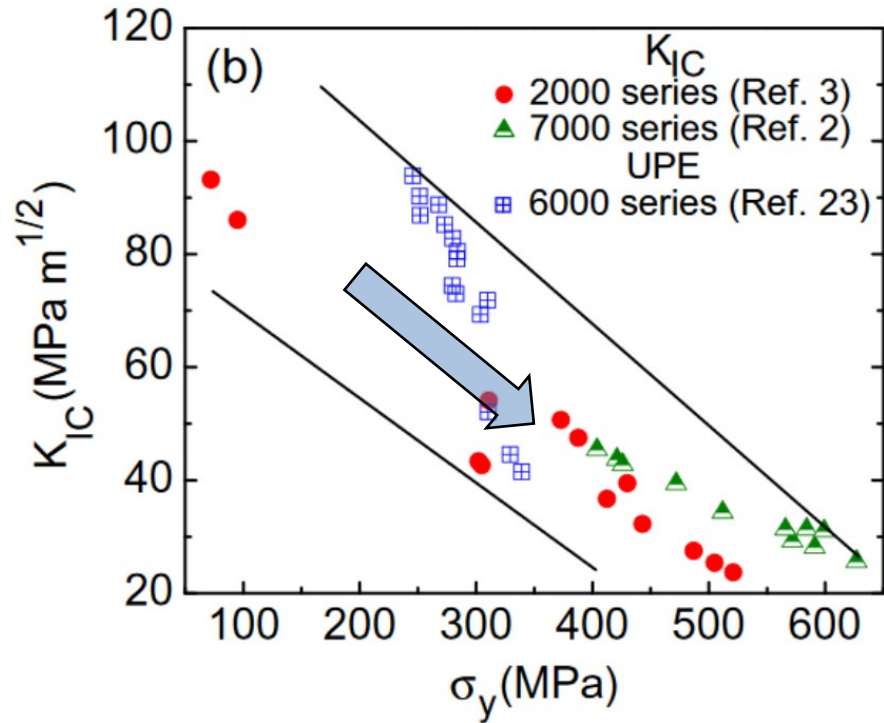 (b)
K_IC
2000 series (Ref. 3)
7000 series (Ref. 2)
UPE
6000 series (Ref. 23)
K_IC(MPa m^1/2)
120
100
80
60
40
20
100 200 300 400 500 600
σ_y(MPa)